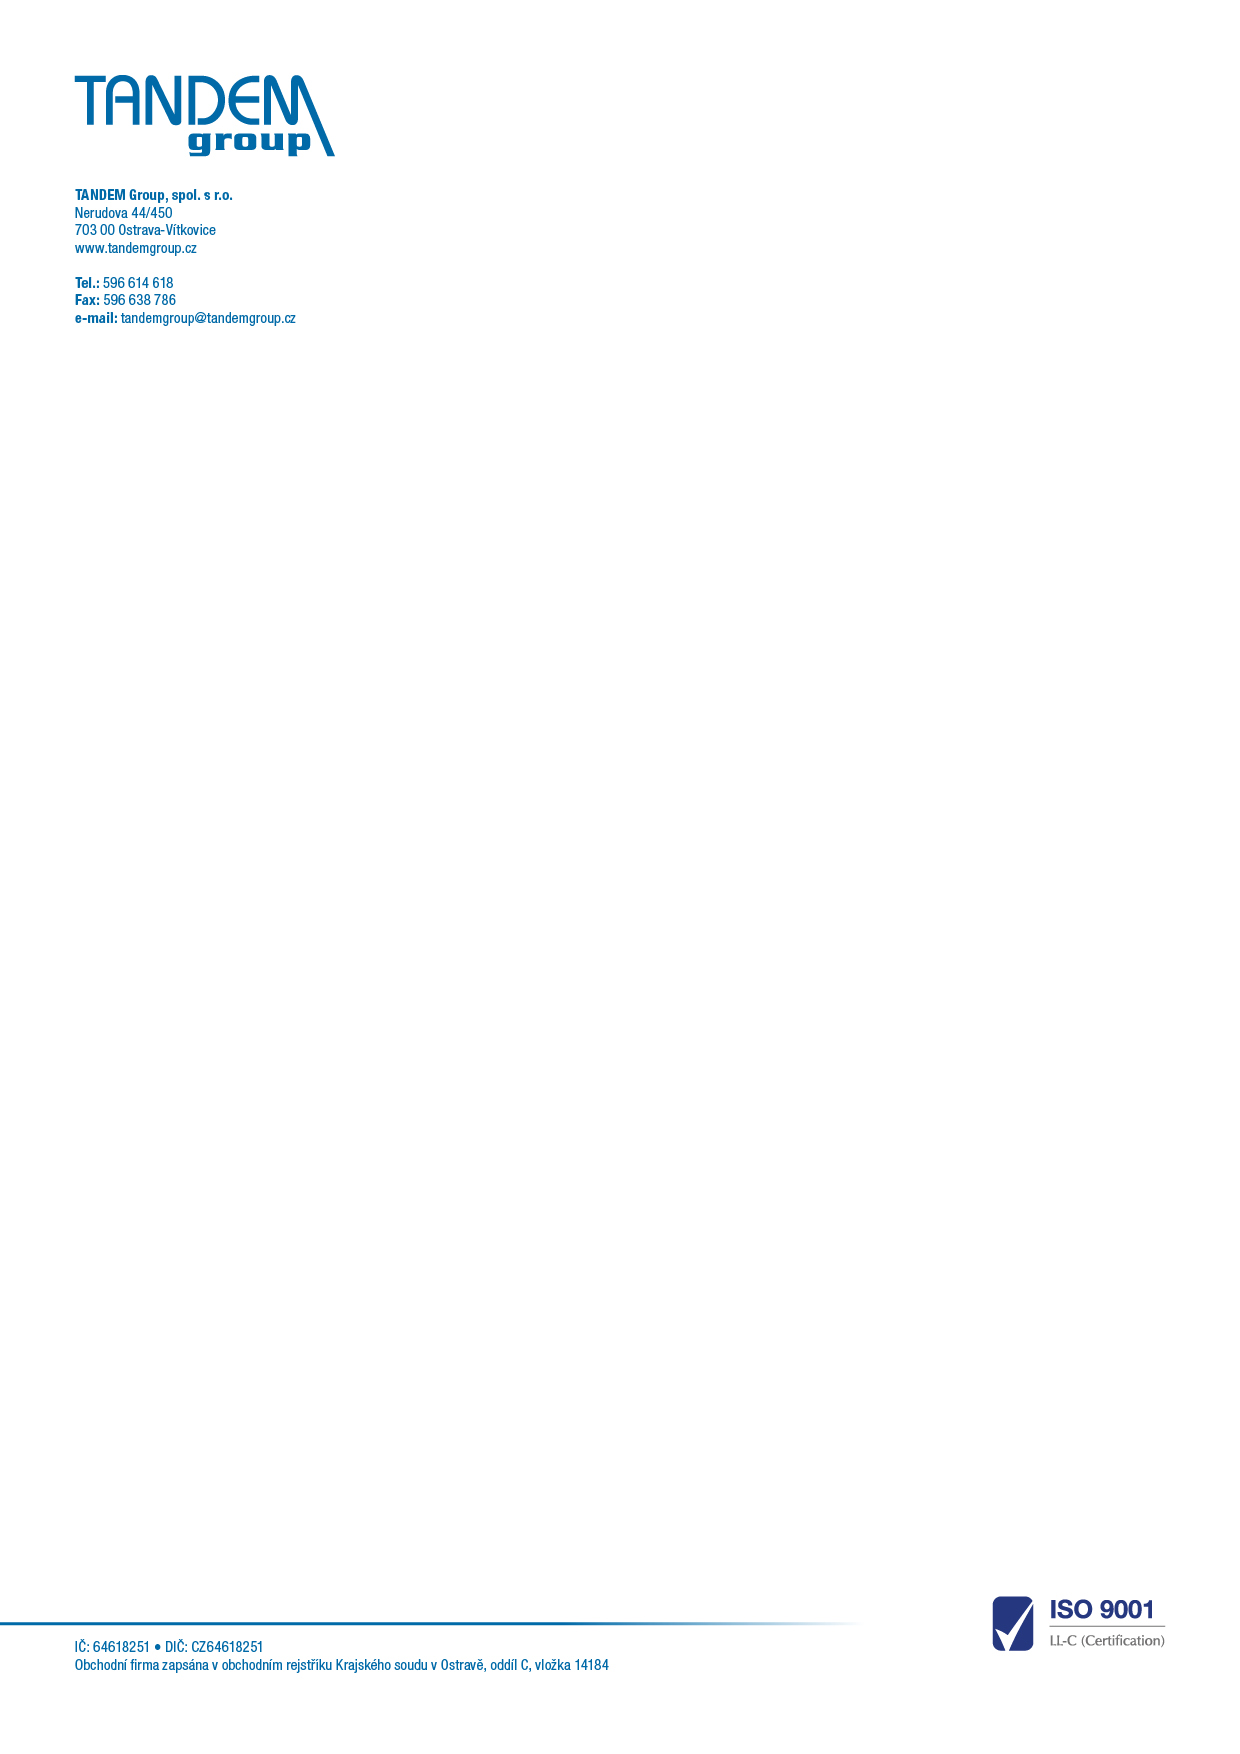 TANDEM
group
TANDEM Group, spol. s r.o.
Nerudova 44/450
703 00 Ostrava-Vítkovice
www.tandemgroup.cz
Tel.: 596 614 618
Fax: 596 638 786
e-mail: tandemgroup@tandemgroup.cz
ISO 9001
LL-C (Certification)
IČ: 64618251 • DIČ: CZ64618251
Obchodní firma zapsána v obchodním rejstříku Krajského soudu v Ostravě, oddíl C, vložka 14184